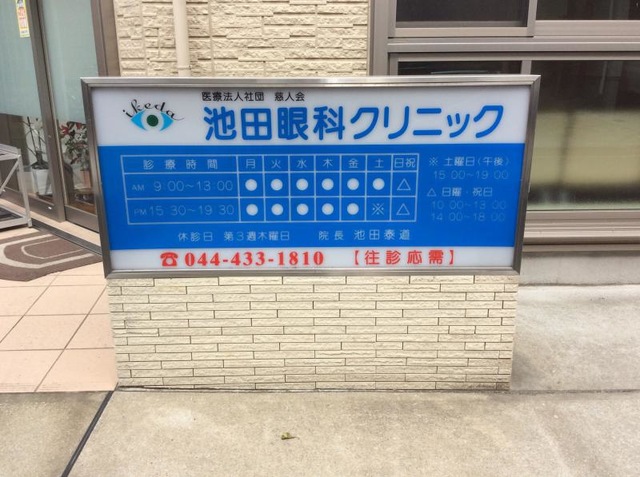 ikeda
医療法人社団 慈人会
池田眼科クリニック
診療時間 月 火 水 木 金 土 日祝
AM 9:00~13:00 ● ● ● ● ● ● △
PM 15:30~19:30 ● ● ● ● ● ※ △
※ 土曜日(午後)
15:00~19:00
△ 日曜・祝日
10:00~13:00
14:00~18:00
休診日 第3週木曜日 院長 池田泰道
☎044-433-1810 【往診応需】